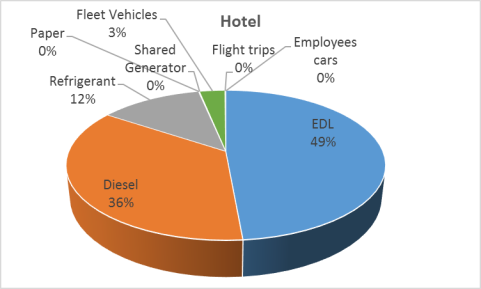 Hotel
Fleet Vehicles
3%
Paper
0%
Shared
Generator
0%
Flight trips
0%
Employees
cars
0%
Refrigerant
12%
EDL
49%
Diesel
36%